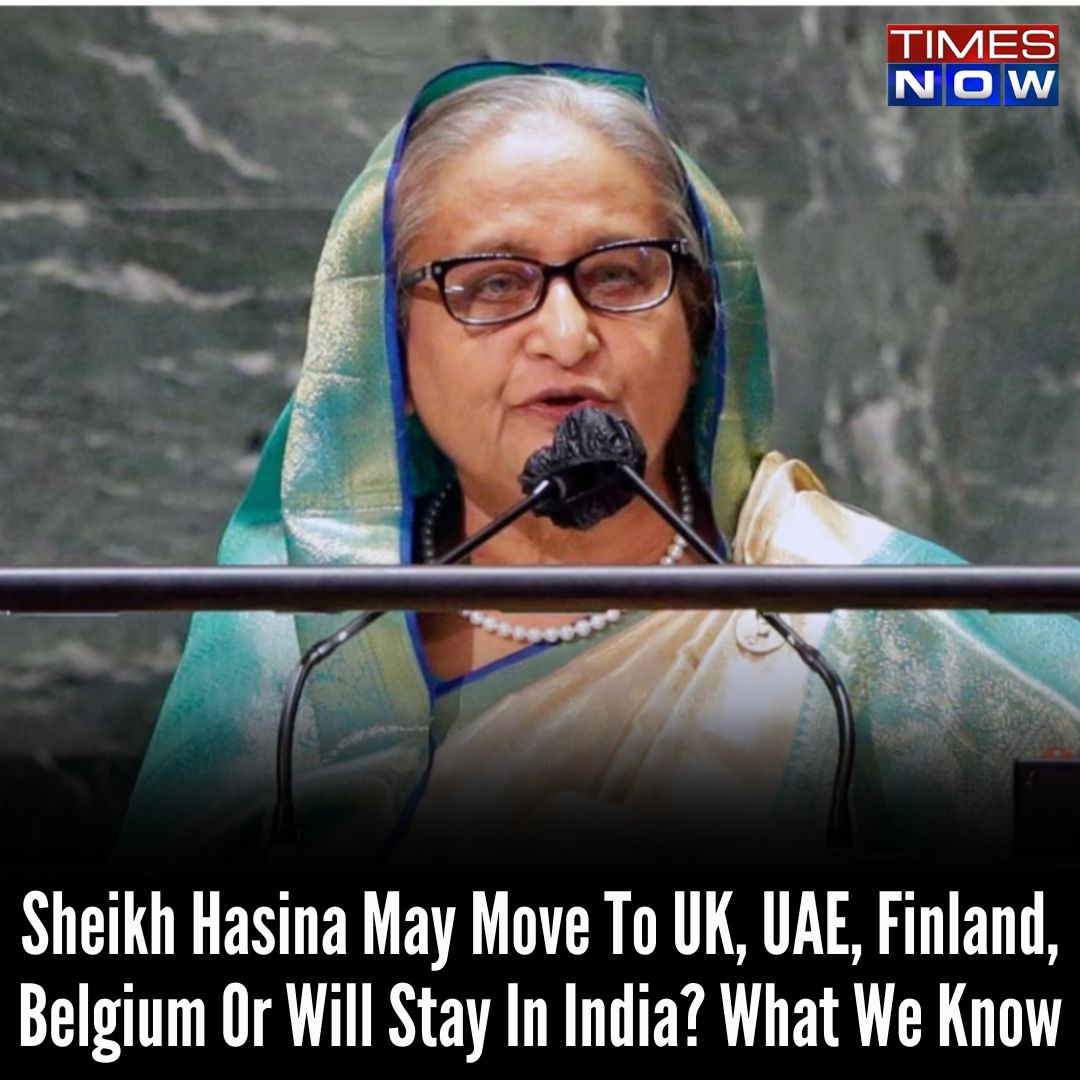 TIMES
NOW
Sheikh Hasina May Move To UK, UAE, Finland,
Belgium Or Will Stay In India? What We Know